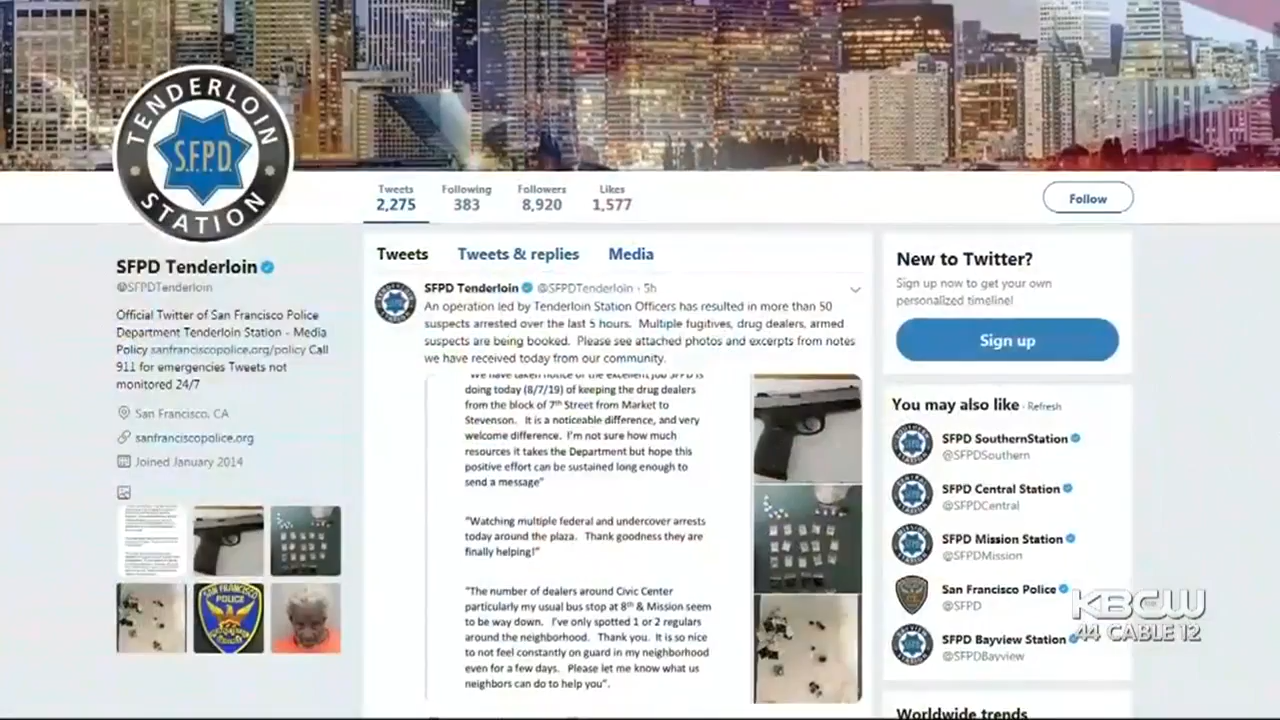 TENDERLOIN
S.F.P.D.
STATION
Tweets Following Followers Likes
2,275 383 8,920 1,577
Follow
SFPD Tenderloin
@SFPDTenderloin
Official Twitter of San Francisco Police
Department Tenderloin Station - Media
Policy sanfranciscopolice.org/policy Call
911 for emergencies Tweets not
monitored 24/7
San Francisco, CA
sanfranciscopolice.org
Joined January 2014
SAN FRANCISCO
POLICE
Tweets Tweets & replies Media
SFPD Tenderloin @SFPDTenderloin · 5h
An operation led by Tenderloin Station Officers has resulted in more than 50
suspects arrested over the last 5 hours. Multiple fugitives, drug dealers, armed
suspects are being booked. Please see attached photos and excerpts from notes
we have received today from our community.
"We have taken notice of the excellent job SFPD is
doing today (8/7/19) of keeping the drug dealers
from the block of 7th Street from Market to
Stevenson. It is a noticeable difference, and very
welcome difference. I'm not sure how much
resources it takes the Department but hope this
positive effort can be sustained long enough to
send a message"
"Watching multiple federal and undercover arrests
today around the plaza. Thank goodness they are
finally helping!"
"The number of dealers around Civic Center
particularly my usual bus stop at 8th & Mission seem
to be way down. I've only spotted 1 or 2 regulars
around the neighborhood. Thank you. It is so nice
to not feel constantly on guard in my neighborhood
even for a few days. Please let me know what us
neighbors can do to help you".
New to Twitter?
Sign up now to get your own
personalized timeline!
Sign up
You may also like · Refresh
SFPD SouthernStation
@SFPDSouthern
SFPD Central Station
@SFPDCentral
SFPD Mission Station
@SFPDMission
San Francisco Police
@SFPD
SFPD Bayview Station
@SFPDBayview
Worldwide trends
KBCW
44 CABLE 12